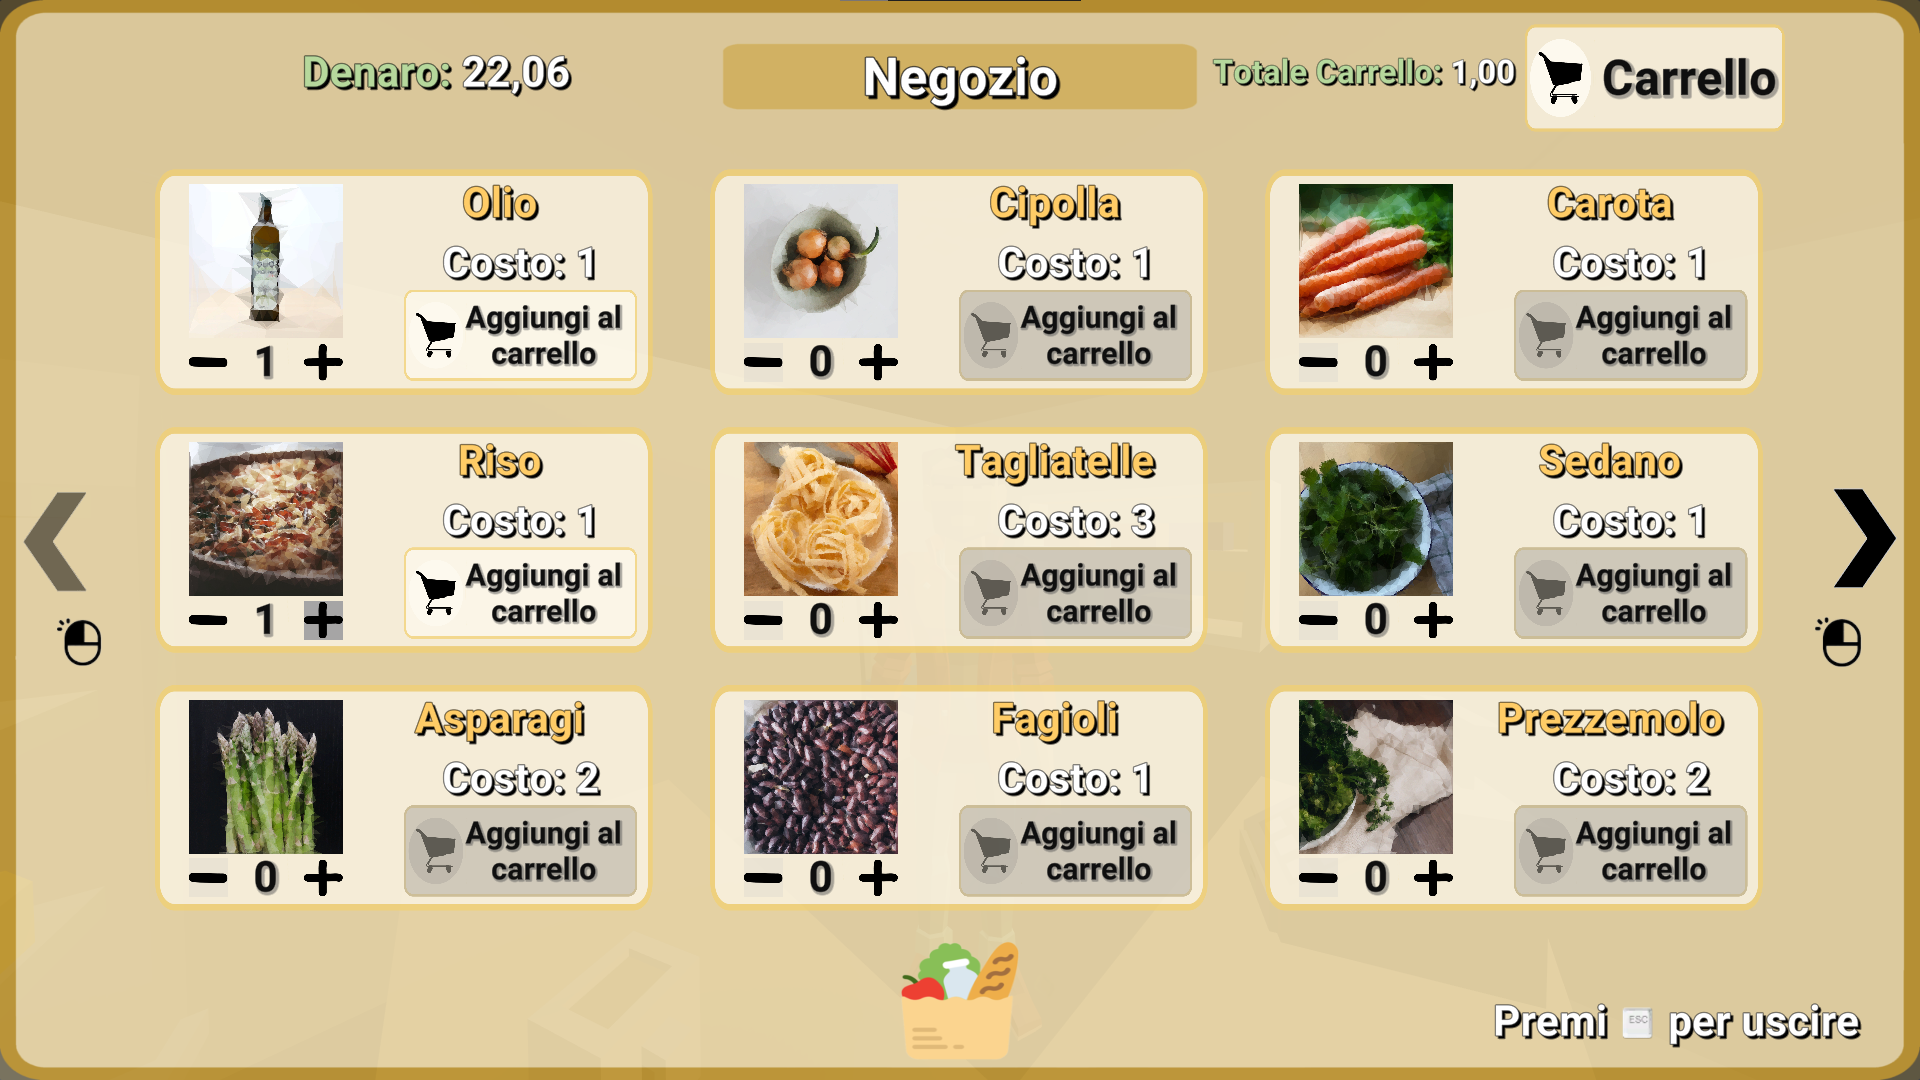 Denaro: 22,06
Negozio
Totale Carrello: 1,00
Carrello
Olio
Costo: 1
Aggiungi al
carrello
1
Cipolla
Costo: 1
Aggiungi al
carrello
0
Carota
Costo: 1
Aggiungi al
carrello
0
Riso
Costo: 1
Aggiungi al
carrello
1
Tagliatelle
Costo: 3
Aggiungi al
carrello
0
Sedano
Costo: 1
Aggiungi al
carrello
0
Asparagi
Costo: 2
Aggiungi al
carrello
0
Fagioli
Costo: 1
Aggiungi al
carrello
0
Prezzemolo
Costo: 2
Aggiungi al
carrello
0
Premi ESC per uscire